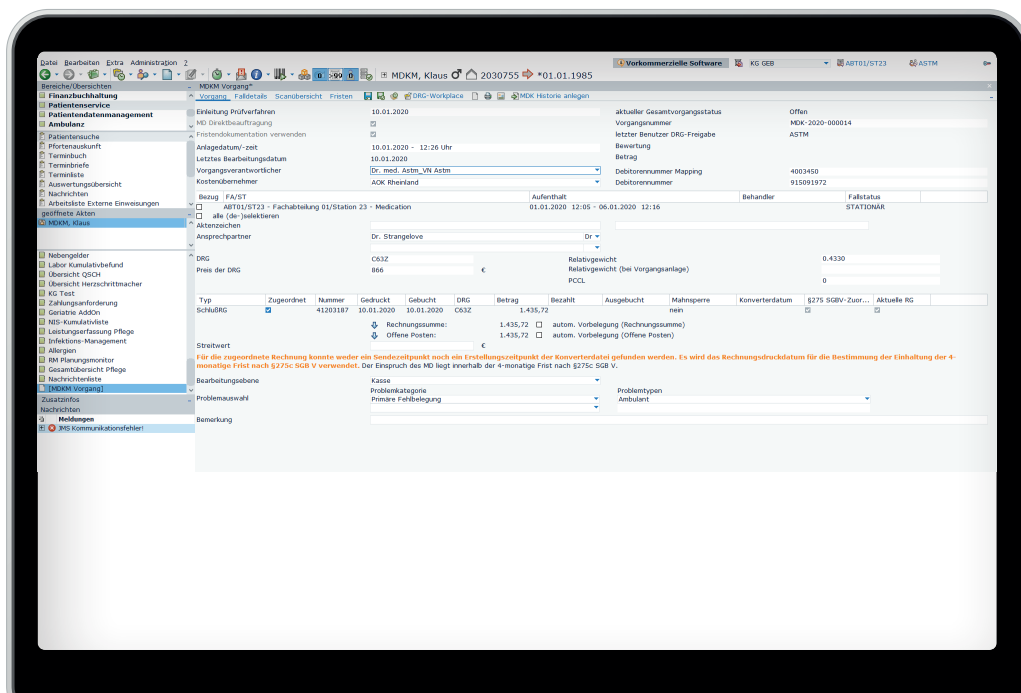 Datei Bearbeiten Extra Administration ?
Vorkommerzielle Software KG GEB ABT01/ST23 ASTM
>99 MDKM, Klaus 2030755 *01.01.1985
Bereiche/Übersichten
Finanzbuchhaltung
Patientenservice
Patientendatenmanagement
Ambulanz
Patientensuche
Pfortenauskunft
Terminbuch
Terminbriefe
Terminliste
Auswertungsübersicht
Nachrichten
Arbeitsliste Externe Einweisungen
geöffnete Akten
MDKM, Klaus
Nebengelder
Labor Kumulativbefund
Übersicht QSCH
Übersicht Herzschrittmacher
KG Test
Zahlungsanforderung
Geriatrie AddOn
NIS-Kumulativliste
Leistungserfassung Pflege
Infektions-Management
Allergien
RM Planungsmonitor
Gesamtübersicht Pflege
Nachrichtenliste
[MDKM Vorgang]
Zusatzinfos
Nachrichten
Meldungen
JMS Kommunikationsfehler!
MDKM Vorgang*
Vorgang Falldetails Scanübersicht Fristen DRG-Workplace MDK Historie anlegen
Einleitung Prüfverfahren 10.01.2020 aktueller Gesamtvorgangsstatus Offen
MD Direktbeauftragung Vorgangsnummer MDK-2020-000014
Fristendokumentation verwenden letzter Benutzer DRG-Freigabe ASTM
Anlagedatum/-zeit 10.01.2020 - 12:26 Uhr Bewertung
Letztes Bearbeitungsdatum 10.01.2020 Betrag
Vorgangsverantwortlicher Dr. med. Astm_VN Astm Debitorennummer Mapping 4003450
Kostenübernehmer AOK Rheinland Debitorennummer 915091972
Bezug FA/ST Aufenthalt Behandler Fallstatus
ABT01/ST23 - Fachabteilung 01/Station 23 - Medication 01.01.2020 12:05 - 06.01.2020 12:16 STATIONÄR
alle (de-)selektieren
Aktenzeichen
Ansprechpartner Dr. Strangelove Dr
DRG C63Z Relativgewicht 0.4330
Preis der DRG 866 € Relativgewicht (bei Vorgangsanlage)
PCCL 0
Typ Zugeordnet Nummer Gedruckt Gebucht DRG Betrag Bezahlt Ausgebucht Mahnsperre Konverterdatum §275 SGBV-Zuor... Aktuelle RG
SchlußRG 41203187 10.01.2020 10.01.2020 C63Z 1.435,72 nein
Rechnungssumme: 1.435,72 autom. Vorbelegung (Rechnungssumme)
Offene Posten: 1.435,72 autom. Vorbelegung (Offene Posten)
Streitwert €
Für die zugeordnete Rechnung konnte weder ein Sendezeitpunkt noch ein Erstellungszeitpunkt der Konverterdatei gefunden werden. Es wird das Rechnungsdruckdatum für die Bestimmung der Einhaltung der 4-
monatige Frist nach §275c SGB V verwendet. Der Einspruch des MD liegt innerhalb der 4-monatige Frist nach §275c SGB V.
Bearbeitungsebene Kasse
Problemkategorie Problemtypen
Problemauswahl Primäre Fehlbelegung Ambulant
Bemerkung